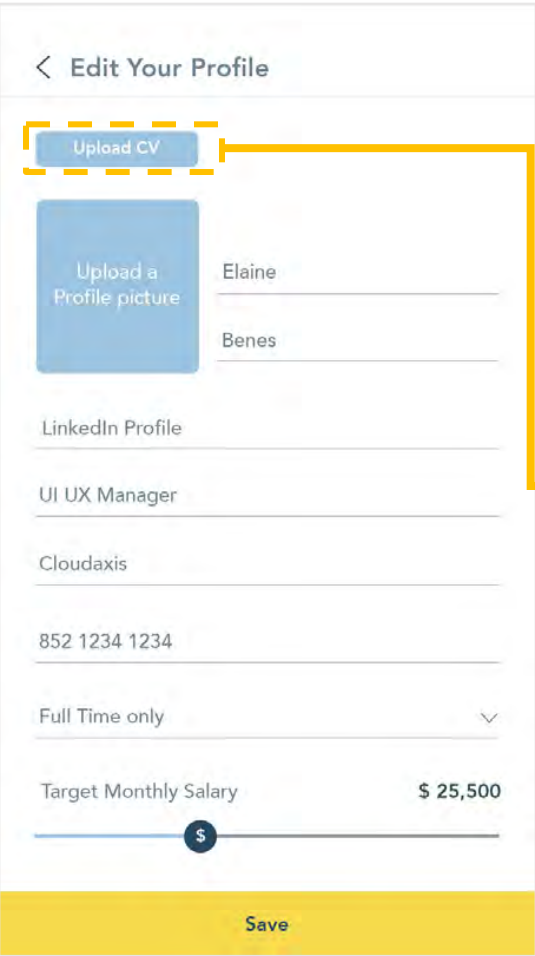 Edit Your Profile
Upload CV
Upload a
Profile picture
Elaine
Benes
LinkedIn Profile
UI UX Manager
Cloudaxis
852 1234 1234
Full Time only
Target Monthly Salary $ 25,500
$
Save